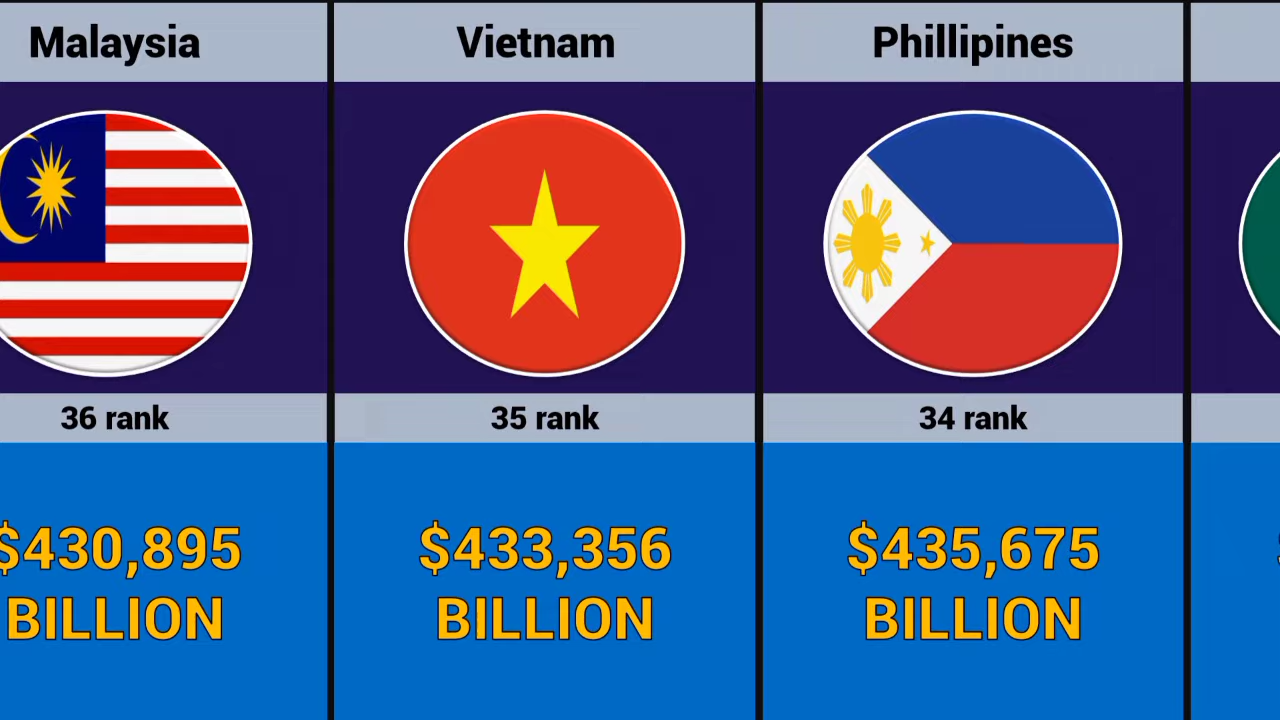 Malaysia
Vietnam
Phillipines
36 rank
35 rank
34 rank
$430,895
BILLION
$433,356
BILLION
$435,675
BILLION